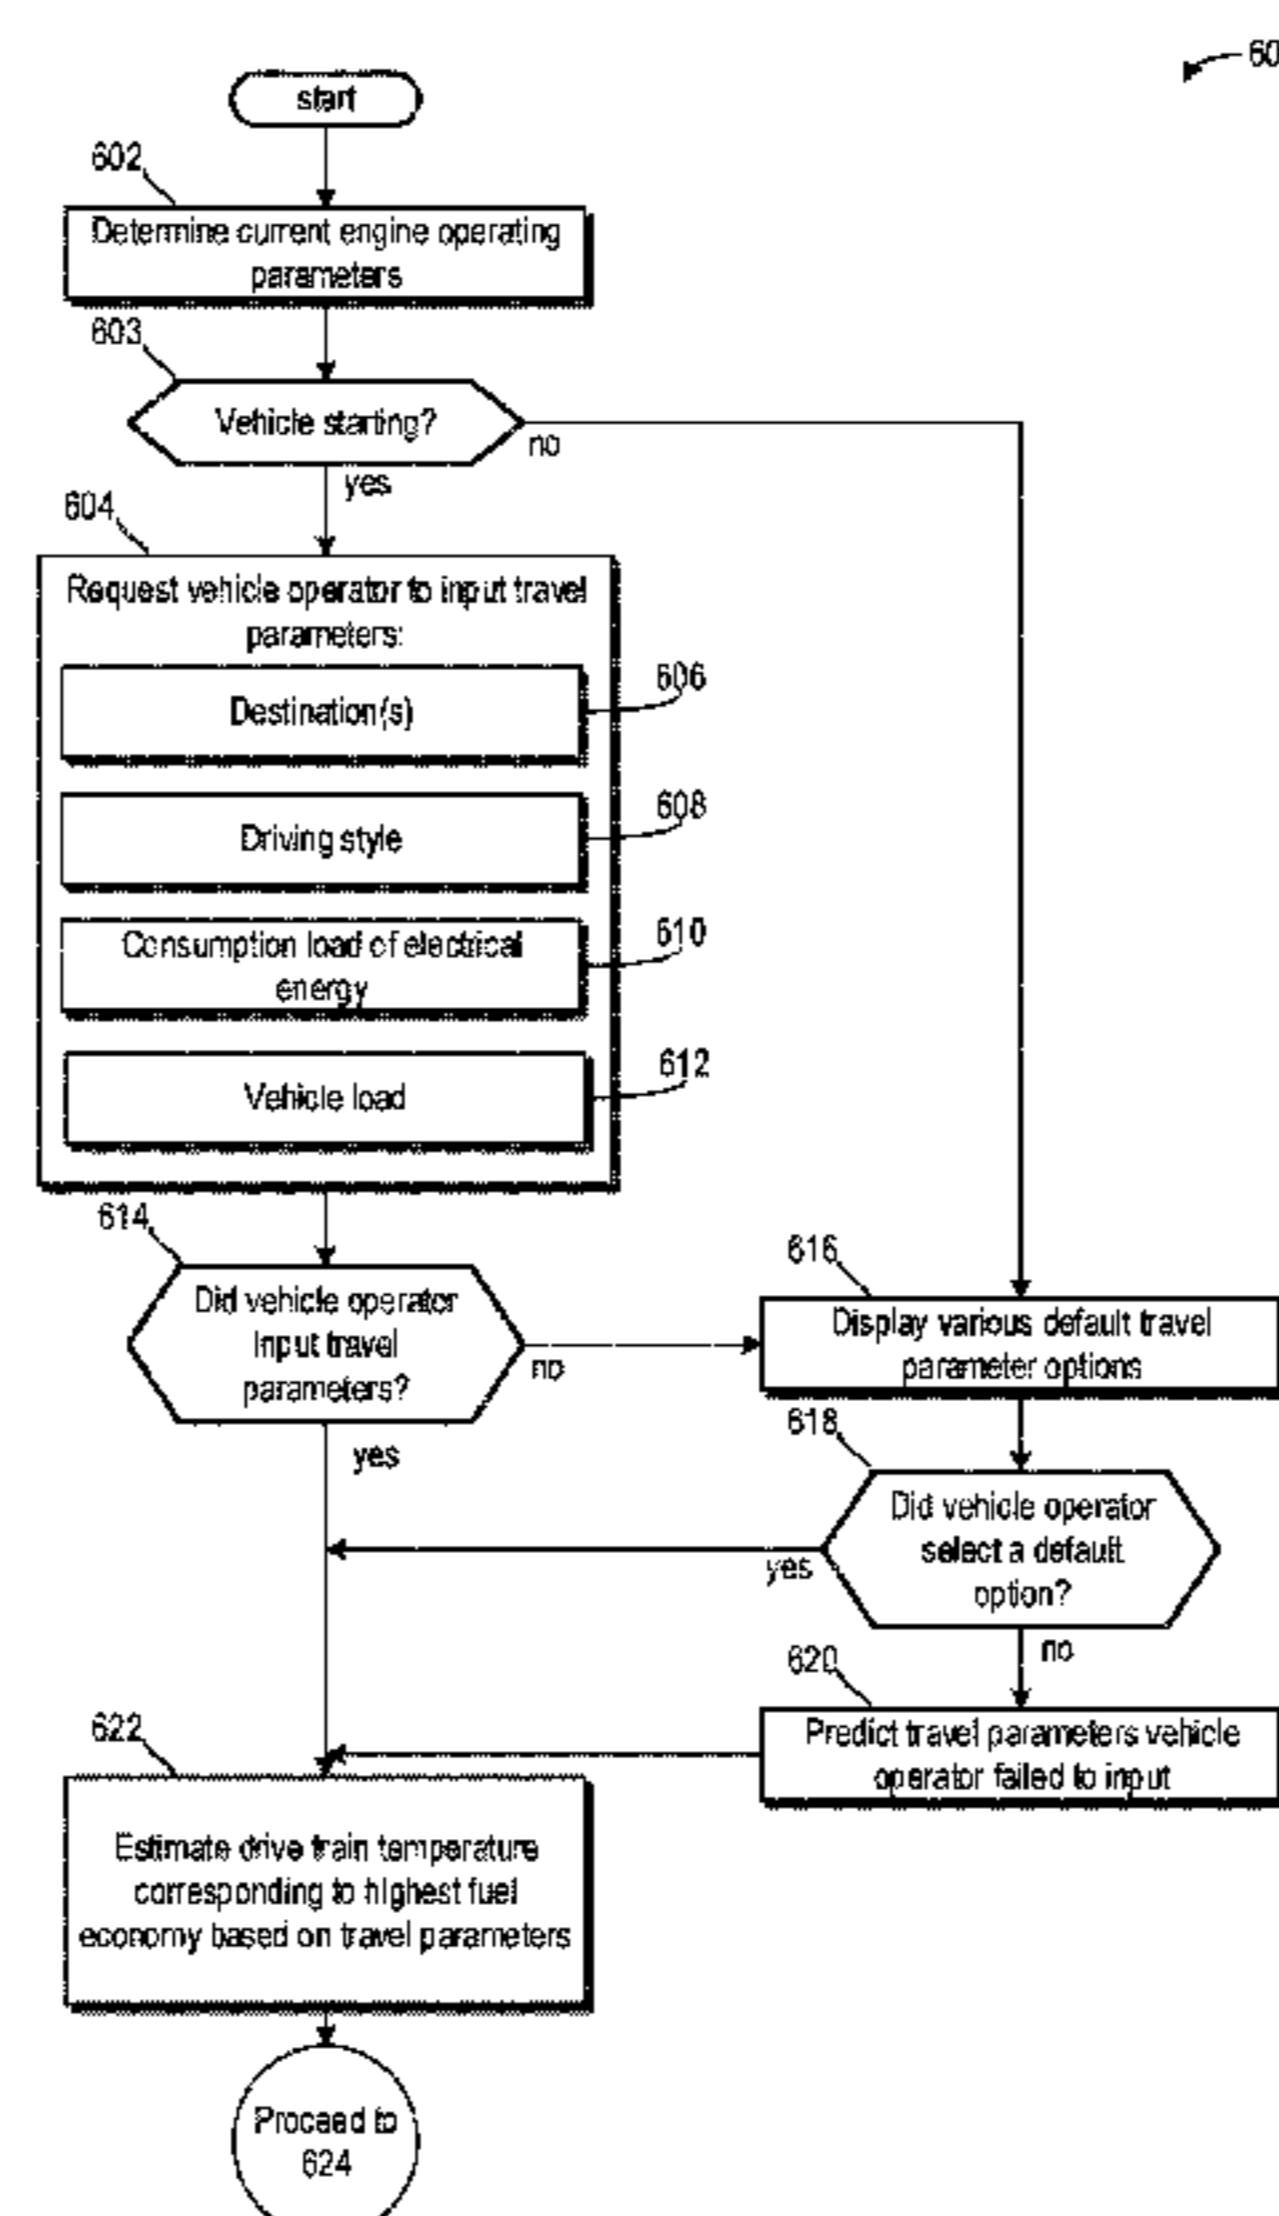 60
start
602
Determine current engine operating
parameters
603
Vehicle starting?
no
yes
604
Request vehicle operator to input travel
parameters:
606
Destination(s)
608
Driving style
610
Consumption load of electrical
energy
612
Vehicle load
614
Did vehicle operator
input travel
parameters?
no
yes
616
Display various default travel
parameter options
618
Did vehicle operator
select a default
option?
yes
no
620
Predict travel parameters vehicle
operator failed to input
622
Estimate drive train temperature
corresponding to highest fuel
economy based on travel parameters
Proceed to
624